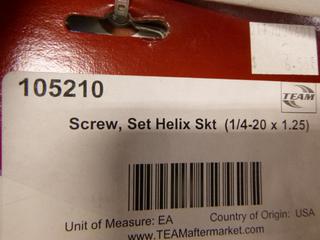 105210
TEAM
Screw, Set Helix Skt (1/4-20 x 1.25)
Unit of Measure: EA
Country of Origin: USA
www.TEAMaftermarket.com